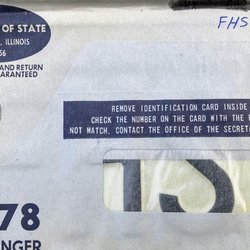 OF STATE
ILLINOIS
56
AND RETURN
GUARANTEED
FHS
REMOVE IDENTIFICATION CARD INSIDE
CHECK THE NUMBER ON THE CARD WITH THE
NOT MATCH. CONTACT THE OFFICE OF THE SECRET
78
NGER